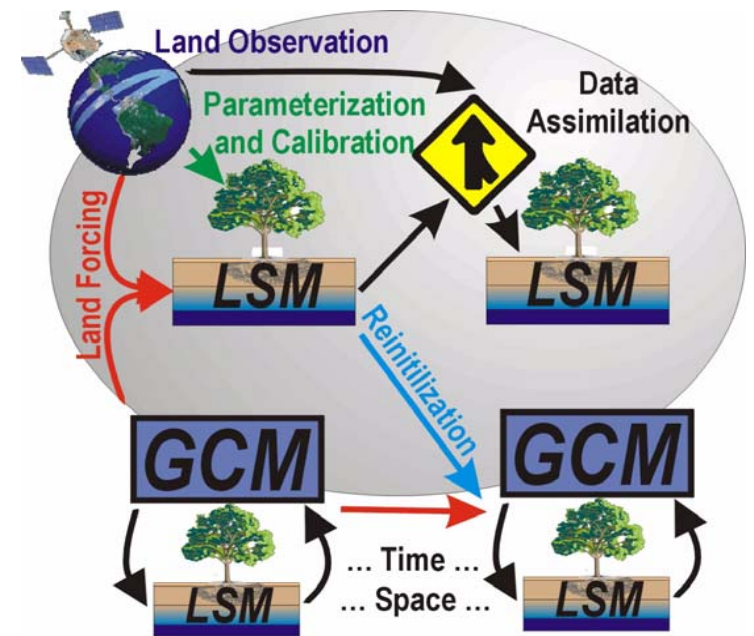 Land Observation
Parameterization
and Calibration
Data
Assimilation
Land Forcing
LSM
LSM
Reinitilization
GCM
GCM
... Time ...
... Space ...
LSM
LSM